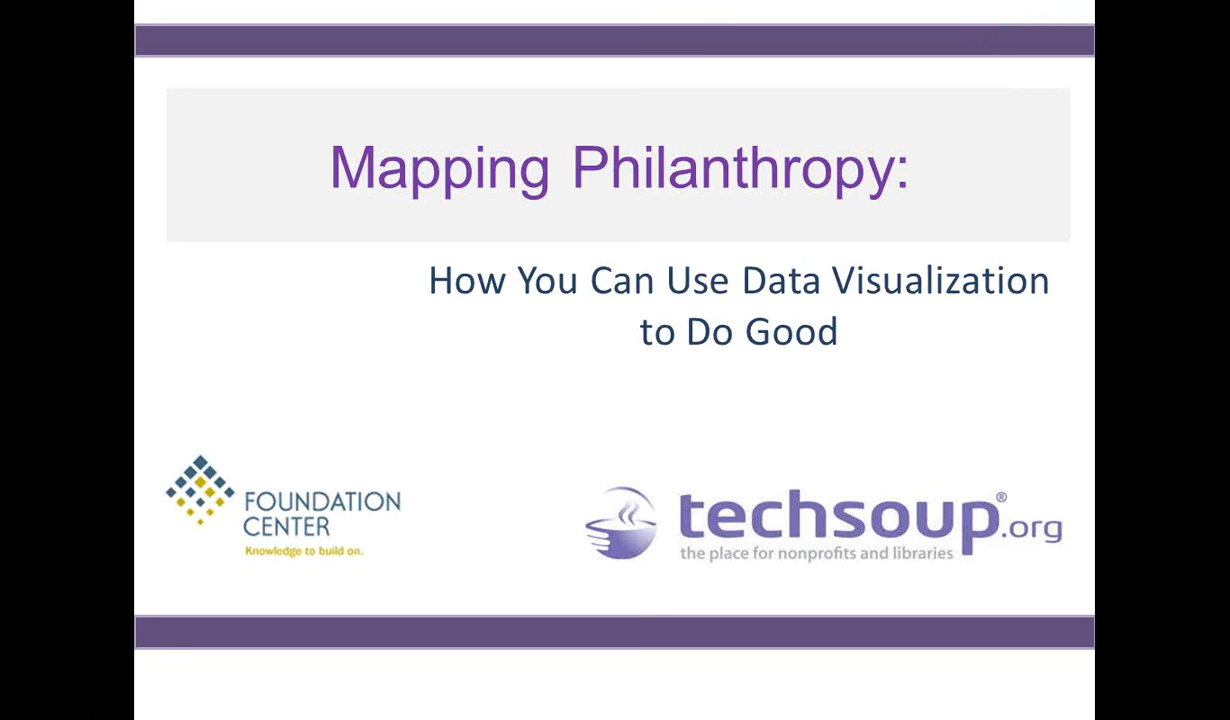 Mapping Philanthropy:
How You Can Use Data Visualization
to Do Good
FOUNDATION
CENTER
Knowledge to build on.
techsoup®.org
the place for nonprofits and libraries